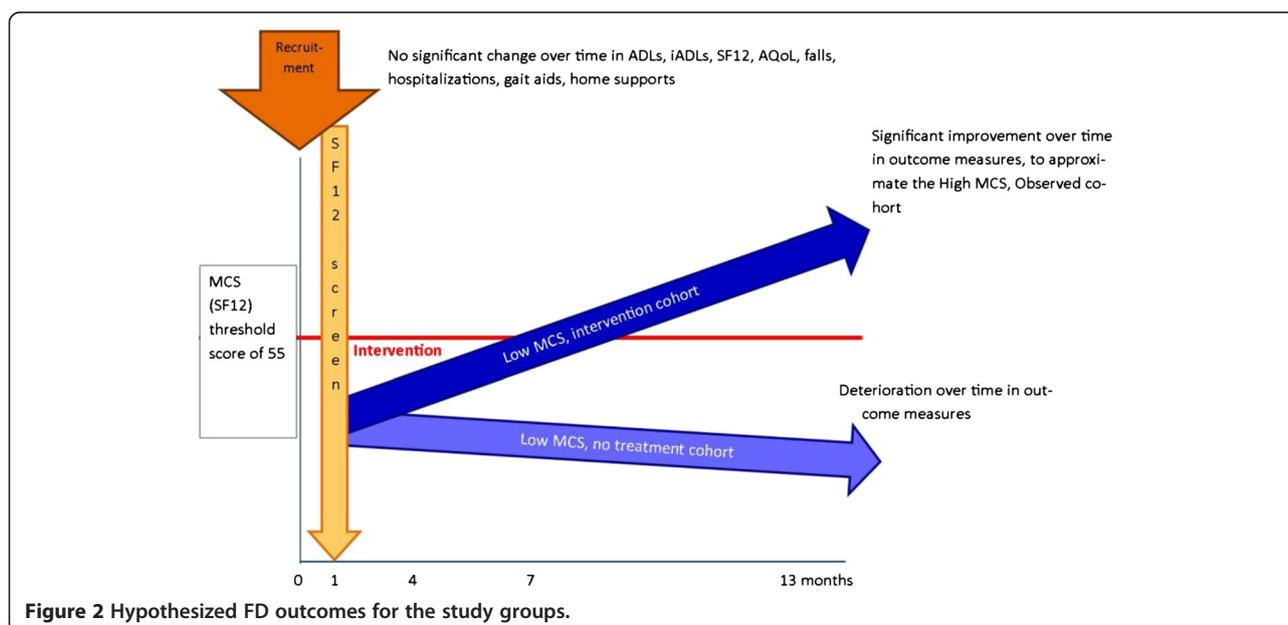 Recruit-
ment
No significant change over time in ADLs, iADLs, SF12, AQoL, falls,
hospitalizations, gait aids, home supports
Significant improvement over time
in outcome measures, to approxi-
mate the High MCS, Observed co-
hort
S
F
1
2
s
c
r
e
e
n
MCS
(SF12)
threshold
score of 55
Intervention
Low MCS, intervention cohort
Deterioration over time in out-
come measures
Low MCS, no treatment cohort
0 1 4 7 13 months
Figure 2 Hypothesized FD outcomes for the study groups.